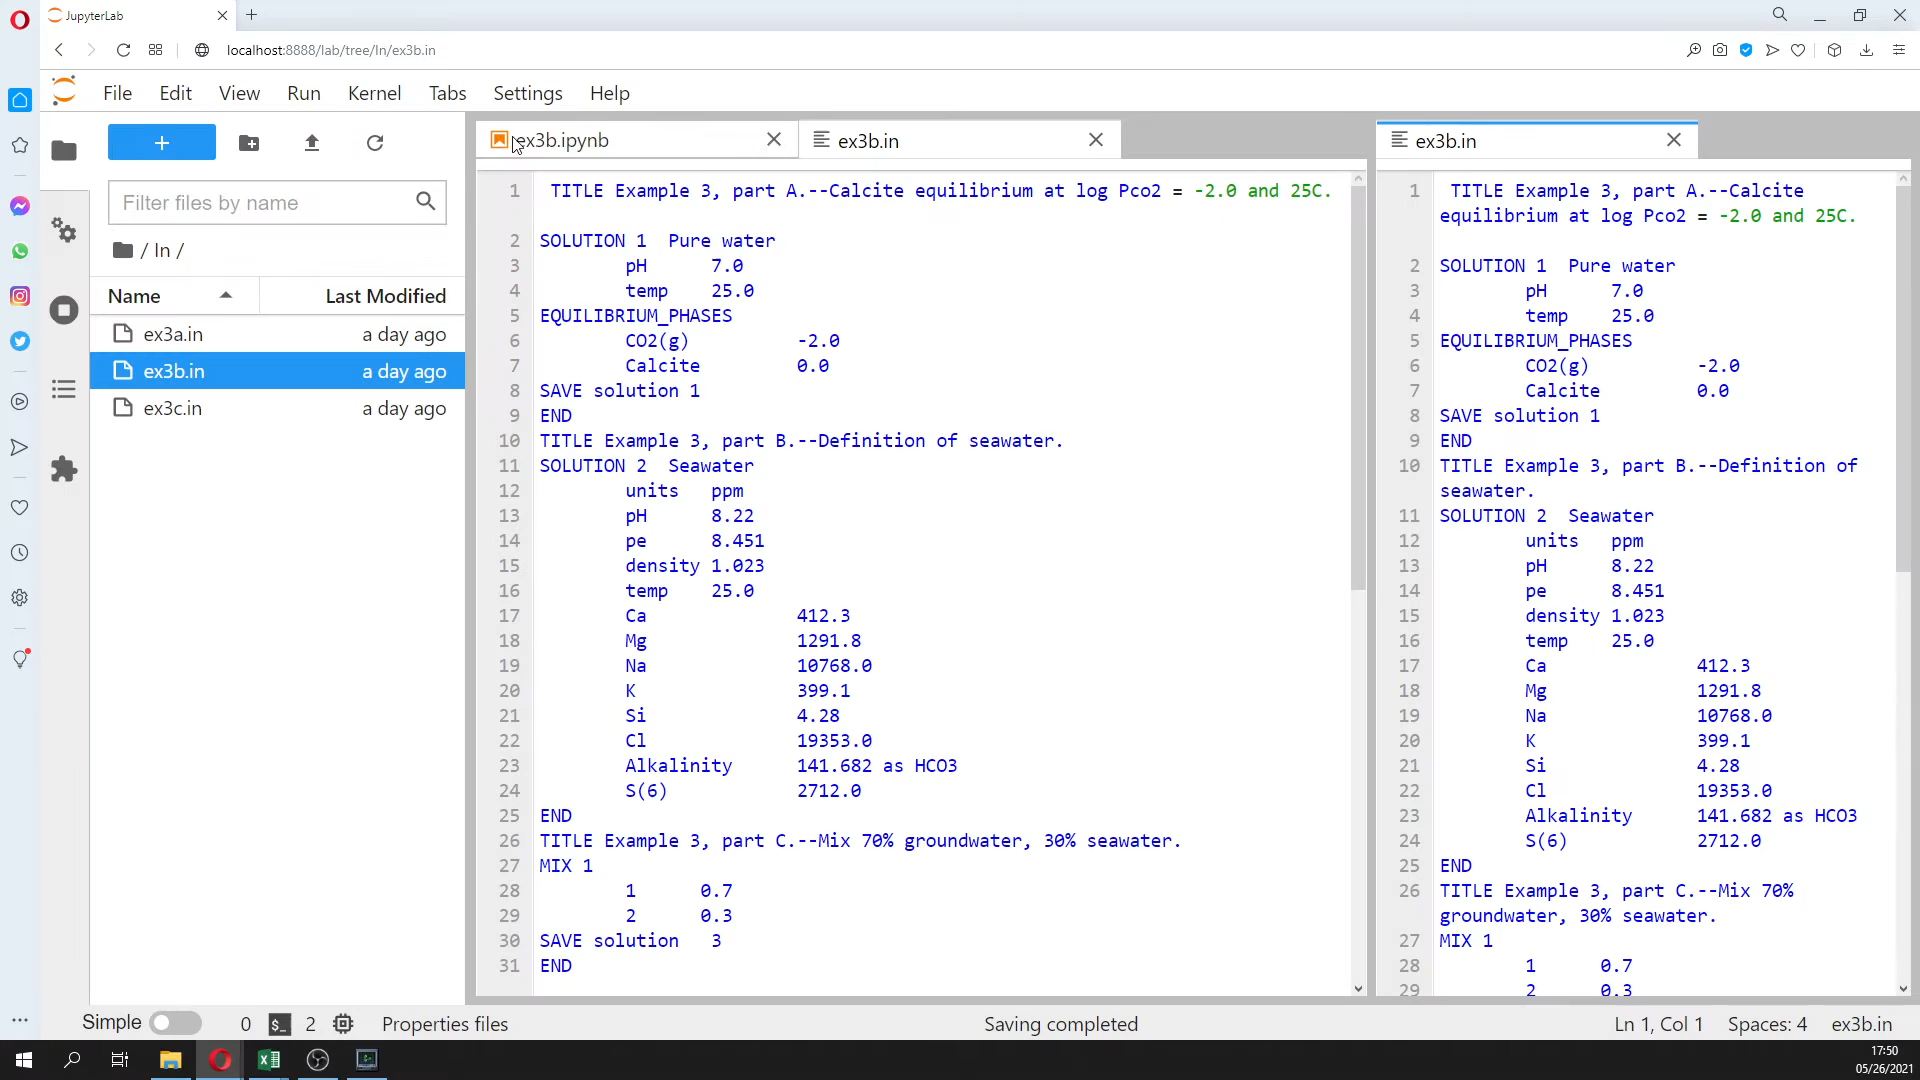 JupyterLab
localhost:8888/lab/tree/In/ex3b.in
File Edit View Run Kernel Tabs Settings Help
Filter files by name
/ In /
Name Last Modified
ex3a.in a day ago
ex3b.in a day ago
ex3c.in a day ago
ex3b.ipynb
ex3b.in
1 TITLE Example 3, part A.--Calcite equilibrium at log Pco2 = -2.0 and 25C.
2 SOLUTION 1 Pure water
3 pH 7.0
4 temp 25.0
5 EQUILIBRIUM_PHASES
6 CO2(g) -2.0
7 Calcite 0.0
8 SAVE solution 1
9 END
10 TITLE Example 3, part B.--Definition of seawater.
11 SOLUTION 2 Seawater
12 units ppm
13 pH 8.22
14 pe 8.451
15 density 1.023
16 temp 25.0
17 Ca 412.3
18 Mg 1291.8
19 Na 10768.0
20 K 399.1
21 Si 4.28
22 Cl 19353.0
23 Alkalinity 141.682 as HCO3
24 S(6) 2712.0
25 END
26 TITLE Example 3, part C.--Mix 70% groundwater, 30% seawater.
27 MIX 1
28 1 0.7
29 2 0.3
30 SAVE solution 3
31 END
ex3b.in
1 TITLE Example 3, part A.--Calcite
equilibrium at log Pco2 = -2.0 and 25C.
2 SOLUTION 1 Pure water
3 pH 7.0
4 temp 25.0
5 EQUILIBRIUM_PHASES
6 CO2(g) -2.0
7 Calcite 0.0
8 SAVE solution 1
9 END
10 TITLE Example 3, part B.--Definition of
seawater.
11 SOLUTION 2 Seawater
12 units ppm
13 pH 8.22
14 pe 8.451
15 density 1.023
16 temp 25.0
17 Ca 412.3
18 Mg 1291.8
19 Na 10768.0
20 K 399.1
21 Si 4.28
22 Cl 19353.0
23 Alkalinity 141.682 as HCO3
24 S(6) 2712.0
25 END
26 TITLE Example 3, part C.--Mix 70%
groundwater, 30% seawater.
27 MIX 1
28 1 0.7
29 2 0.3
Simple 0 $_ 2 Properties files Saving completed Ln 1, Col 1 Spaces: 4 ex3b.in
17:50
05/26/2021